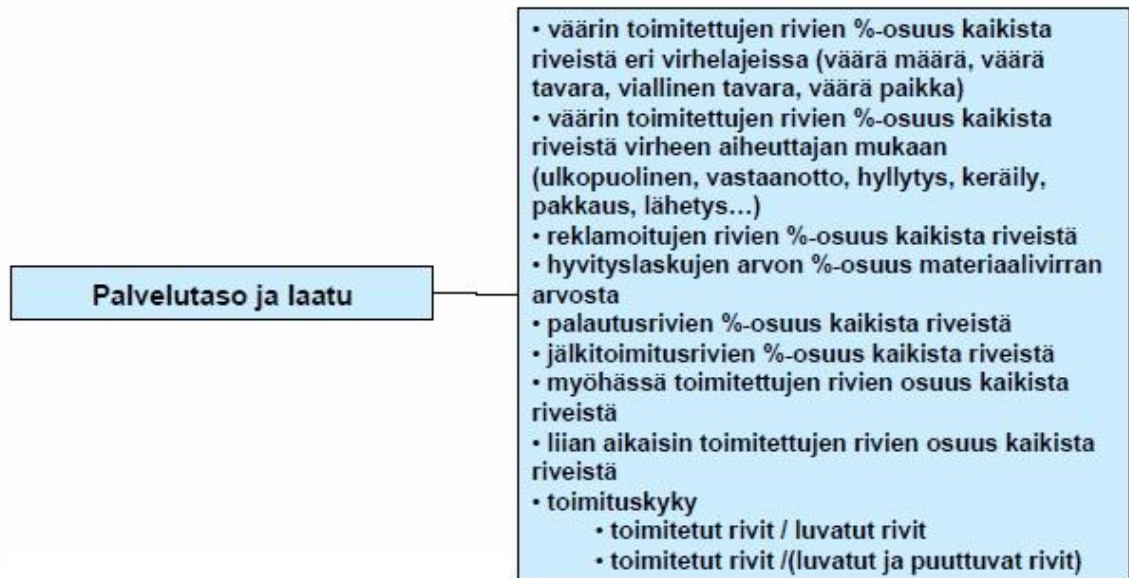 Palvelutaso ja laatu
• väärin toimitettujen rivien %-osuus kaikista
riveistä eri virhelajeissa (väärä määrä, väärä
tavara, viallinen tavara, väärä paikka)
• väärin toimitettujen rivien %-osuus kaikista
riveistä virheen aiheuttajan mukaan
(ulkopuolinen, vastaanotto, hyllytys, keräily,
pakkaus, lähetys...)
• reklamoitujen rivien %-osuus kaikista riveistä
• hyvityslaskujen arvon %-osuus materiaalivirran
arvosta
• palautusrivien %-osuus kaikista riveistä
• jälkitoimitusrivien %-osuus kaikista riveistä
• myöhässä toimitettujen rivien osuus kaikista
riveistä
• liian aikaisin toimitettujen rivien osuus kaikista
riveistä
• toimituskyky
• toimitetut rivit / luvatut rivit
• toimitetut rivit /(luvatut ja puuttuvat rivit)